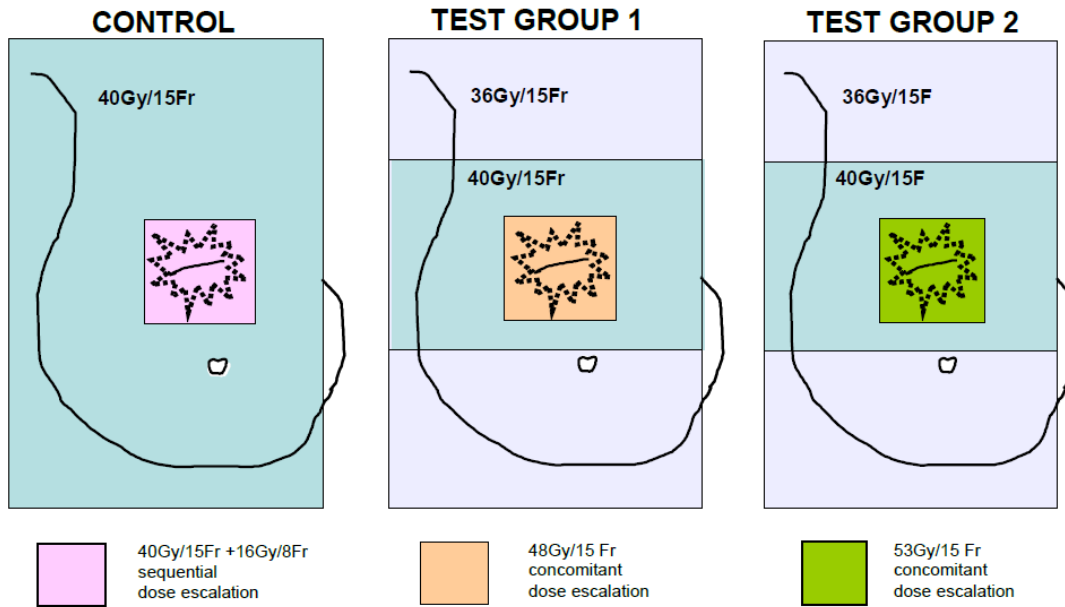 CONTROL
40Gy/15Fr
40Gy/15Fr +16Gy/8Fr
sequential
dose escalation
TEST GROUP 1
36Gy/15Fr
40Gy/15Fr
48Gy/15 Fr
concomitant
dose escalation
TEST GROUP 2
36Gy/15F
40Gy/15F
53Gy/15 Fr
concomitant
dose escalation